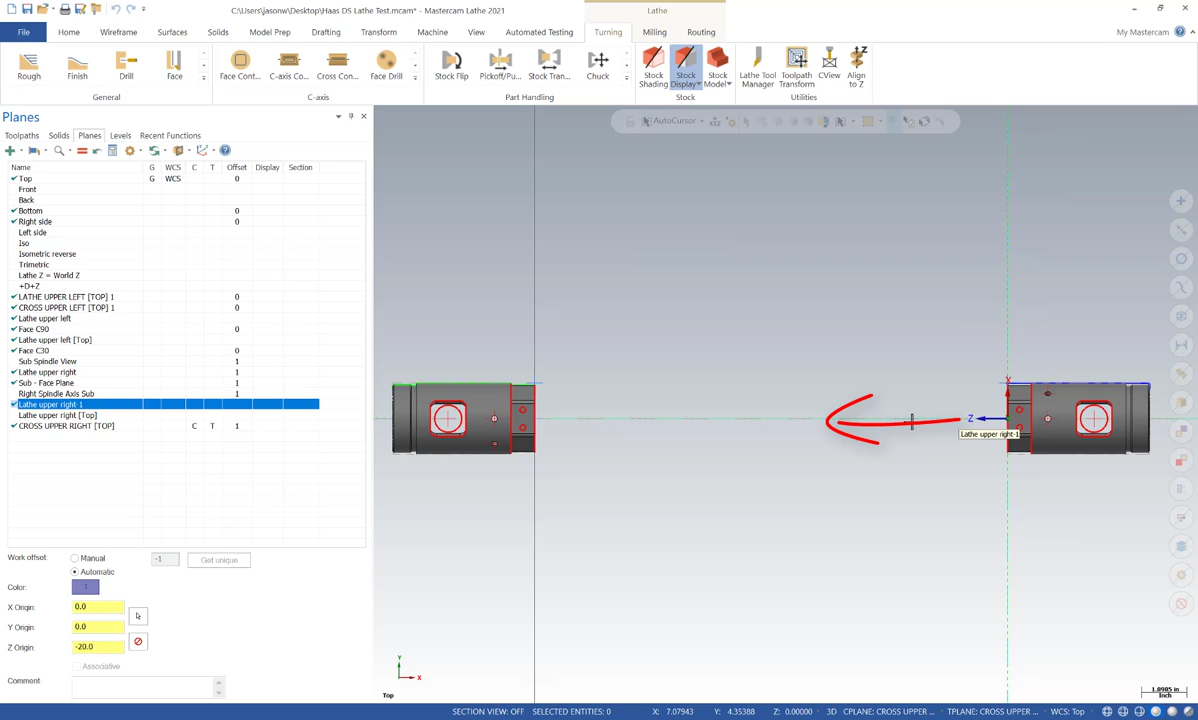 C:\Users\jasonw\Desktop\Haas DS Lathe Test.mcam* - Mastercam Lathe 2021
Lathe
File
Home
Wireframe
Surfaces
Solids
Model Prep
Drafting
Transform
Machine
View
Automated Testing
Turning
Milling
Routing
My Mastercam
Rough
Finish
Drill
Face
Face Cont...
C-axis Co...
Cross Con...
Face Drill
Stock Flip
Pickoff/Pu...
Stock Tran...
Chuck
Stock Shading
Stock Display
Stock Model
Lathe Tool Manager
Toolpath Transform
CView
Align to Z
General
C-axis
Part Handling
Stock
Utilities
Planes
Toolpaths
Solids
Planes
Levels
Recent Functions
AutoCursor
Name G WCS C T Offset Display Section
Top G WCS 0
Front
Back
Bottom 0
Right side 0
Left side
Iso
Isometric reverse
Trimetric
Lathe Z = World Z
+D+Z
LATHE UPPER LEFT [TOP] 1 0
CROSS UPPER LEFT [TOP] 1 0
Lathe upper left
Face C90 0
Lathe upper left [Top]
Face C30 0
Sub Spindle View 1
Lathe upper right 1
Sub - Face Plane 1
Right Spindle Axis Sub 1
Lathe upper right-1
Lathe upper right [Top]
CROSS UPPER RIGHT [TOP] C T 1
Z
Lathe upper right-1
Work offset:
Manual
-1
Get unique
Automatic
Color:
1
X Origin:
0.0
Y Origin:
0.0
Z Origin:
-20.0
Associative
Comment:
Y
X
Top
1.8985 in
Inch
SECTION VIEW: OFF SELECTED ENTITIES: 0 X: 7.07943 Y: 4.35388 Z: 0.00000 3D CPLANE: CROSS UPPER ... TPLANE: CROSS UPPER ... WCS: Top